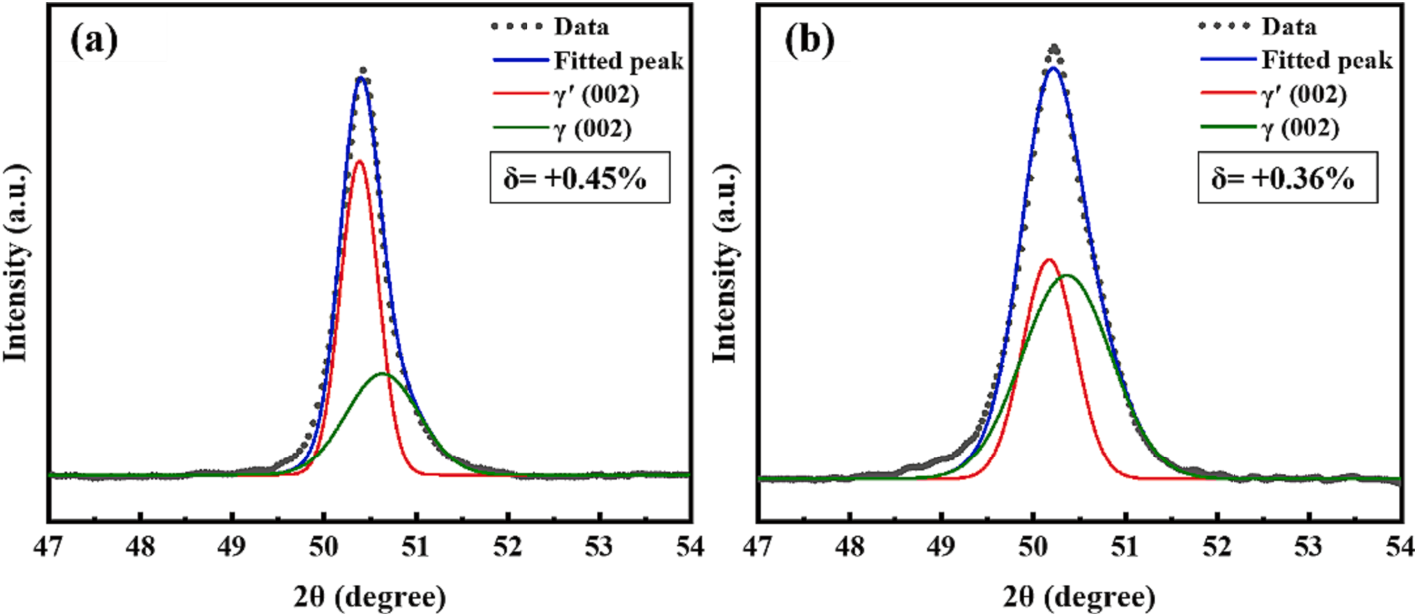 (a)
Data
Fitted peak
γ′ (002)
γ (002)
δ= +0.45%
Intensity (a.u.)
47 48 49 50 51 52 53 54
2θ (degree)
(b)
Data
Fitted peak
γ′ (002)
γ (002)
δ= +0.36%
Intensity (a.u.)
47 48 49 50 51 52 53 54
2θ (degree)